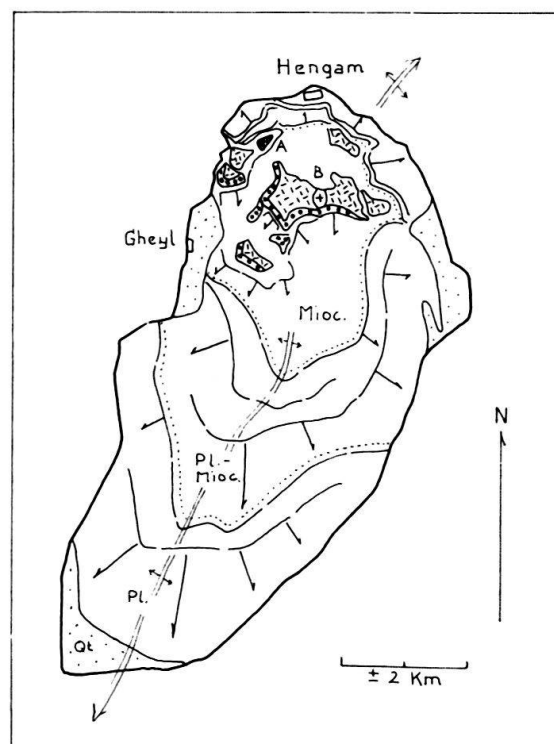 Hengam
A
B
Gheyl
Mioc.
N
Pl.-
Mioc.
Pl.
Qt
± 2 Km